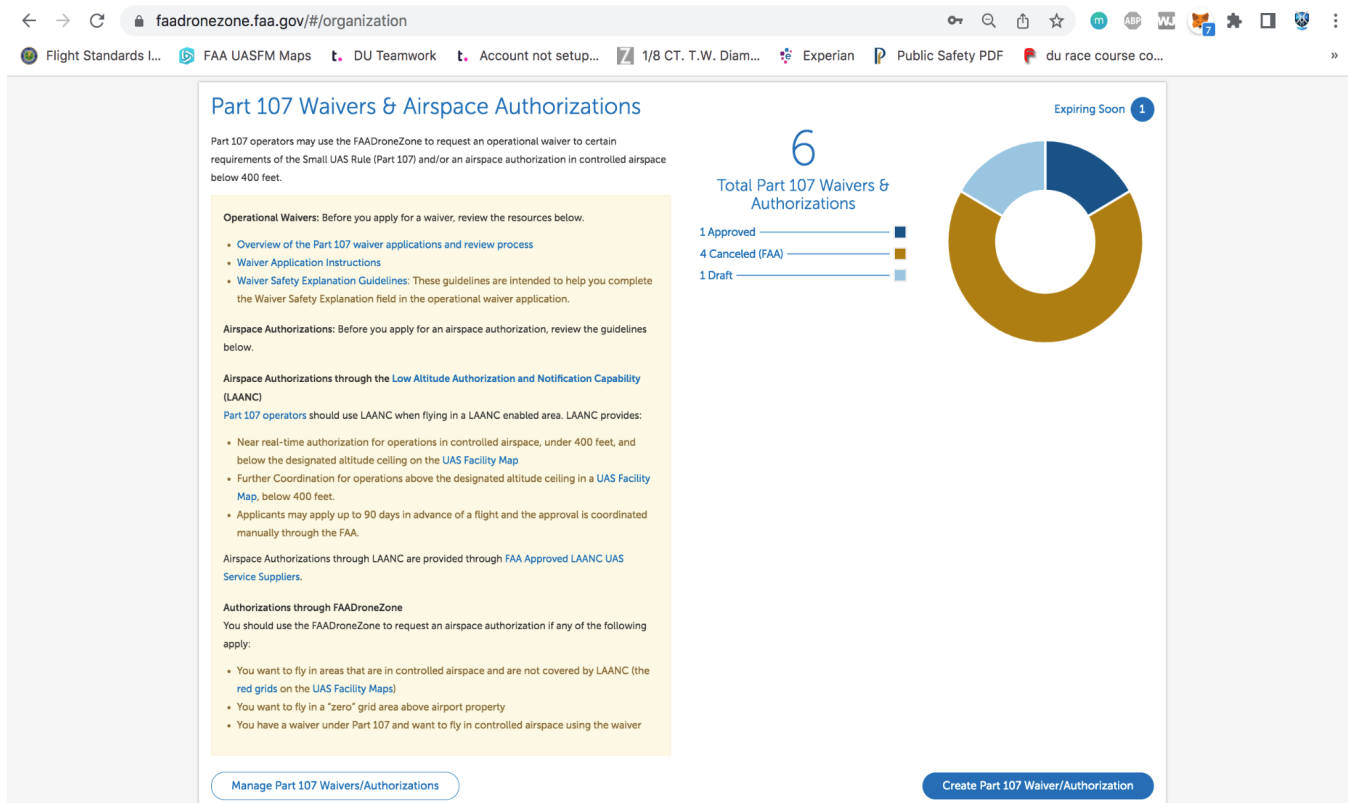 faadronezone.faa.gov/#/organization
ABP
WJ
7
Flight Standards I...
FAA UASFM Maps
t. DU Teamwork
t. Account not setup...
Z 1/8 CT. T.W. Diam...
Experian
Public Safety PDF
du race course co...
»
Part 107 Waivers & Airspace Authorizations
Expiring Soon 1
Part 107 operators may use the FAADroneZone to request an operational waiver to certain
requirements of the Small UAS Rule (Part 107) and/or an airspace authorization in controlled airspace
below 400 feet.
Operational Waivers: Before you apply for a waiver, review the resources below.
• Overview of the Part 107 waiver applications and review process
• Waiver Application Instructions
• Waiver Safety Explanation Guidelines: These guidelines are intended to help you complete
the Waiver Safety Explanation field in the operational waiver application.
Airspace Authorizations: Before you apply for an airspace authorization, review the guidelines
below.
Airspace Authorizations through the Low Altitude Authorization and Notification Capability
(LAANC)
Part 107 operators should use LAANC when flying in a LAANC enabled area. LAANC provides:
• Near real-time authorization for operations in controlled airspace, under 400 feet, and
below the designated altitude ceiling on the UAS Facility Map
• Further Coordination for operations above the designated altitude ceiling in a UAS Facility
Map, below 400 feet.
• Applicants may apply up to 90 days in advance of a flight and the approval is coordinated
manually through the FAA.
Airspace Authorizations through LAANC are provided through FAA Approved LAANC UAS
Service Suppliers.
Authorizations through FAADroneZone
You should use the FAADroneZone to request an airspace authorization if any of the following
apply:
• You want to fly in areas that are in controlled airspace and are not covered by LAANC (the
red grids on the UAS Facility Maps)
• You want to fly in a "zero" grid area above airport property
• You have a waiver under Part 107 and want to fly in controlled airspace using the waiver
6
Total Part 107 Waivers &
Authorizations
1 Approved
4 Canceled (FAA)
1 Draft
Manage Part 107 Waivers/Authorizations
Create Part 107 Waiver/Authorization